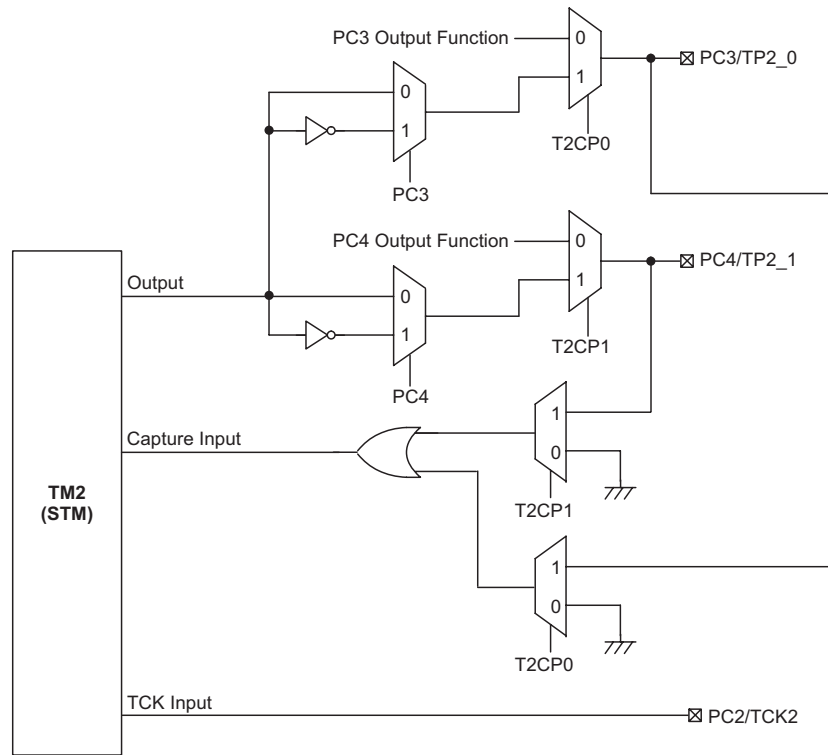 PC3 Output Function
0
1
T2CP0
PC3/TP2_0
0
1
PC3
PC4 Output Function
0
1
T2CP1
PC4/TP2_1
Output
0
1
PC4
Capture Input
1
0
T2CP1
TM2
(STM)
1
0
T2CP0
TCK Input
PC2/TCK2